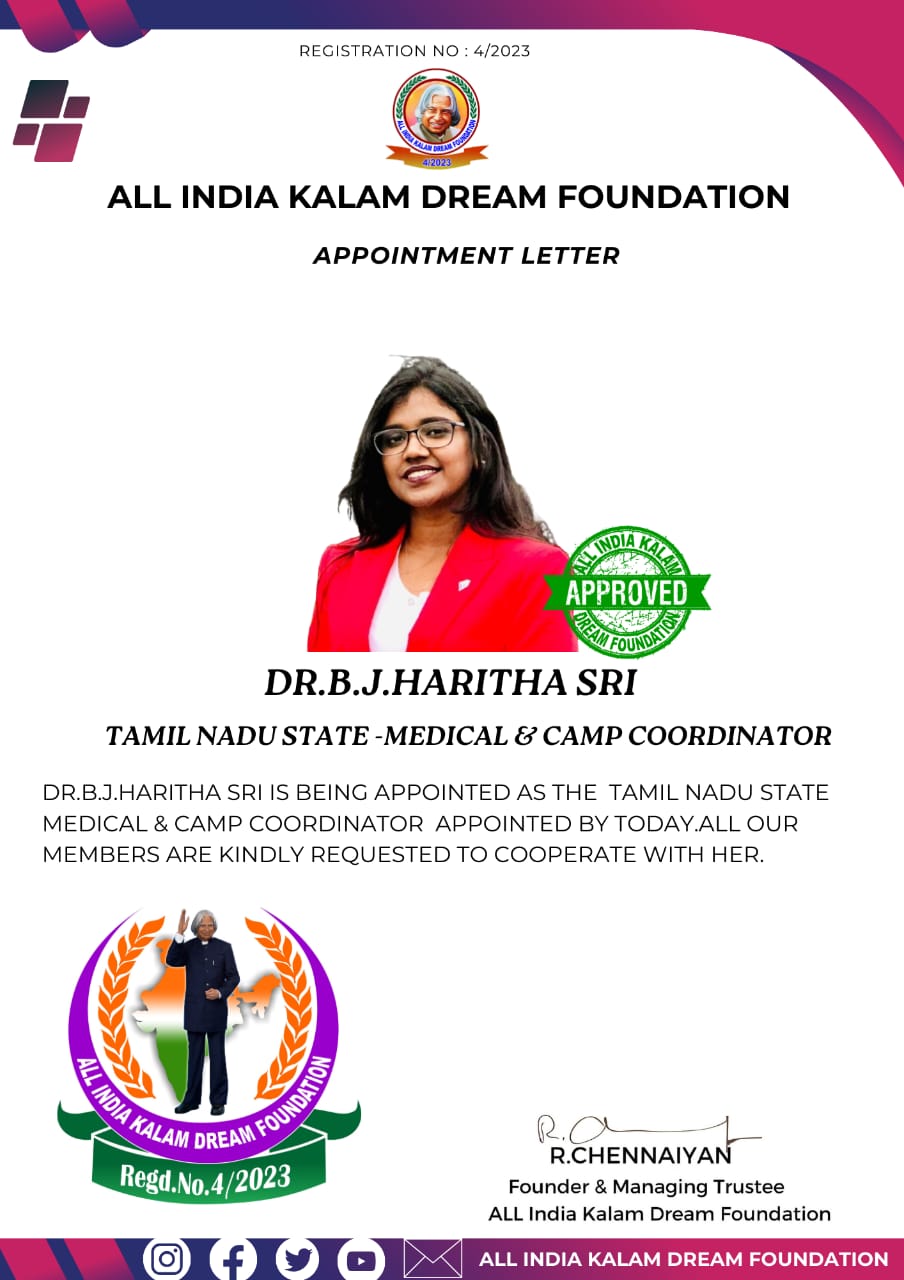 REGISTRATION NO : 4/2023
ALL INDIA KALAM DREAM FOUNDATION
4/2023
ALL INDIA KALAM DREAM FOUNDATION
APPOINTMENT LETTER
ALL INDIA KALAM
APPROVED
DREAM FOUNDATION
DR.B.J.HARITHA SRI
TAMIL NADU STATE -MEDICAL & CAMP COORDINATOR
DR.B.J.HARITHA SRI IS BEING APPOINTED AS THE TAMIL NADU STATE
MEDICAL & CAMP COORDINATOR APPOINTED BY TODAY.ALL OUR
MEMBERS ARE KINDLY REQUESTED TO COOPERATE WITH HER.
ALL INDIA KALAM DREAM FOUNDATION
Regd.No.4/2023
R.CHENNAIYAN
Founder & Managing Trustee
ALL India Kalam Dream Foundation
ALL INDIA KALAM DREAM FOUNDATION